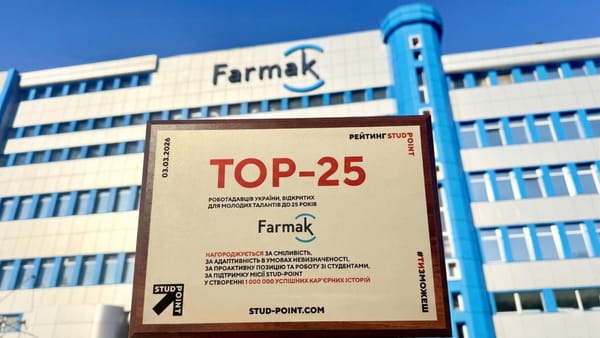 Farmak
03.03.2026
РЕЙТИНГ STUD POINT
TOP-25
РОБОТОДАВЦІВ УКРАЇНИ, ВІДКРИТИХ
ДЛЯ МОЛОДИХ ТАЛАНТІВ ДО 25 РОКІВ
Farmak
НАГОРОДЖУЄТЬСЯ ЗА СМІЛИВІСТЬ,
ЗА АДАПТИВНІСТЬ В УМОВАХ НЕВИЗНАЧЕНОСТІ,
ЗА ПРОАКТИВНУ ПОЗИЦІЮ ТА РОБОТУ ЗІ СТУДЕНТАМИ,
ЗА ПІДТРИМКУ МІСІЇ STUD-POINT
У СТВОРЕННІ 1 000 000 УСПІШНИХ КАР'ЄРНИХ ІСТОРІЙ
#ТИЗМОЖЕШ
STUD POINT
STUD-POINT.COM